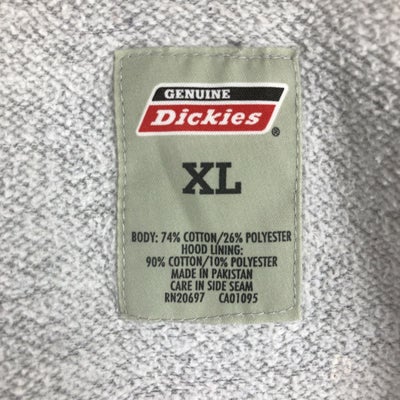 GENUINE
Dickies®
XL
BODY: 74% COTTON/26% POLYESTER
HOOD LINING:
90% COTTON/10% POLYESTER
MADE IN PAKISTAN
CARE IN SIDE SEAM
RN20697 CA01095